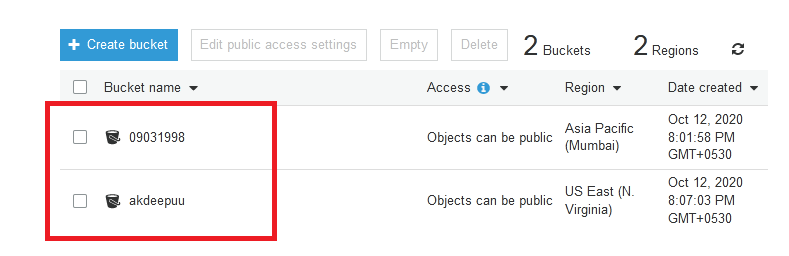 Create bucket Edit public access settings Empty Delete 2 Buckets 2 Regions
Bucket name Access Region Date created
09031998 Objects can be public Asia Pacific (Mumbai) Oct 12, 2020 8:01:58 PM GMT+0530
akdeepuu Objects can be public US East (N. Virginia) Oct 12, 2020 8:07:03 PM GMT+0530